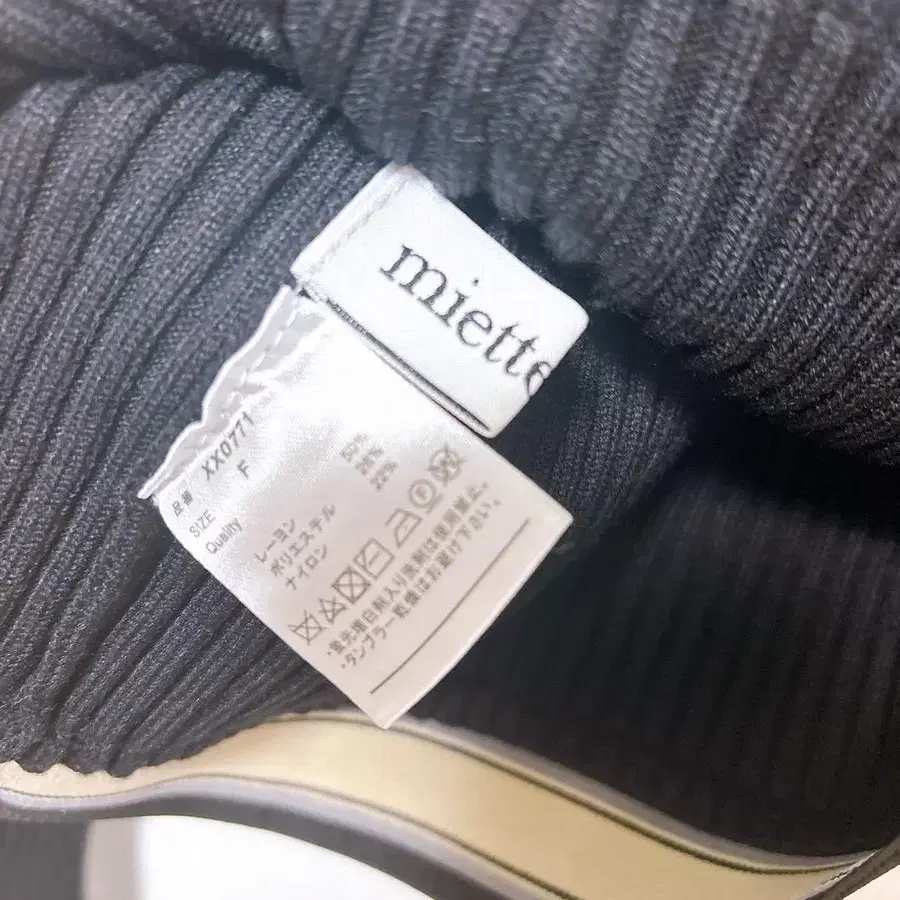 miette
品番 XX0771
SIZE F
Quality
レーヨン 50%
ポリエステル 28%
ナイロン 22%
・蛍光増白剤入り洗剤は使用禁止。
・タンブラー乾燥はお避け下さい。